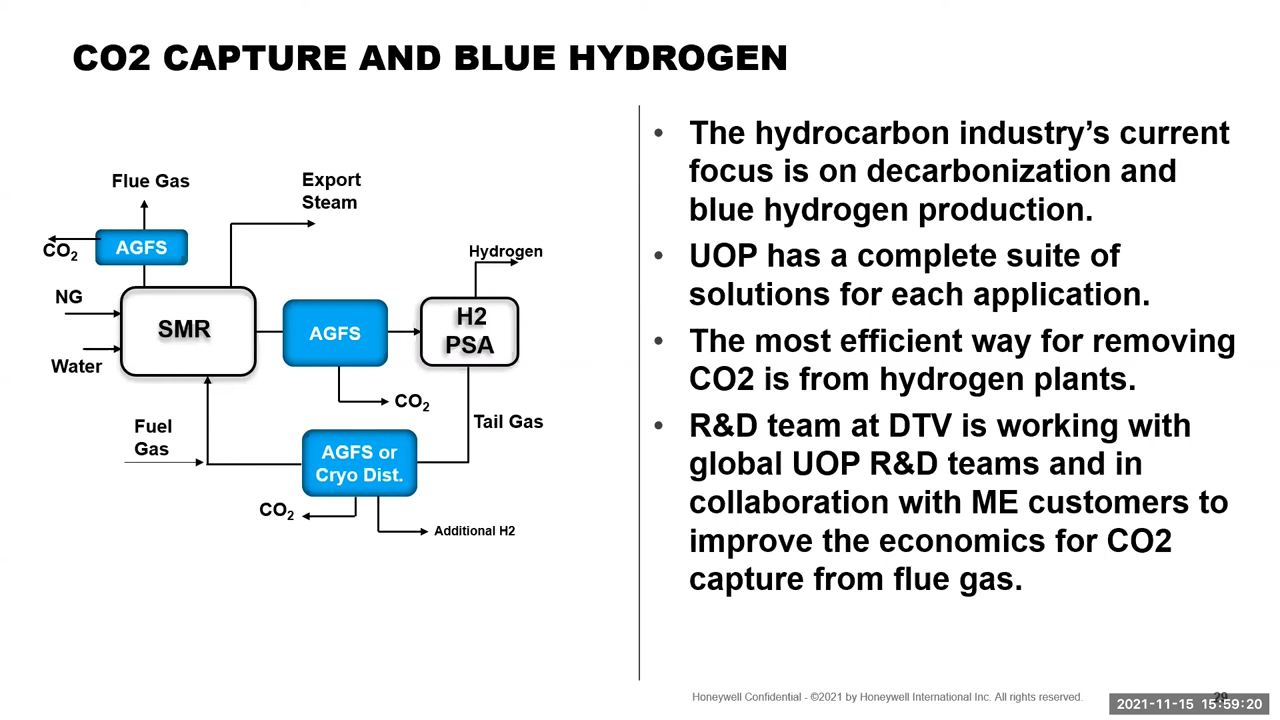 CO2 CAPTURE AND BLUE HYDROGEN
Flue Gas
Export
Steam
CO2
AGFS
Hydrogen
NG
SMR
AGFS
H2
PSA
Water
CO2
Fuel
Gas
Tail Gas
AGFS or
Cryo Dist.
CO2
Additional H2
• The hydrocarbon industry’s current
focus is on decarbonization and
blue hydrogen production.
• UOP has a complete suite of
solutions for each application.
• The most efficient way for removing
CO2 is from hydrogen plants.
• R&D team at DTV is working with
global UOP R&D teams and in
collaboration with ME customers to
improve the economics for CO2
capture from flue gas.
Honeywell Confidential - ©2021 by Honeywell International Inc. All rights reserved.
29
2021-11-15 15:59:20